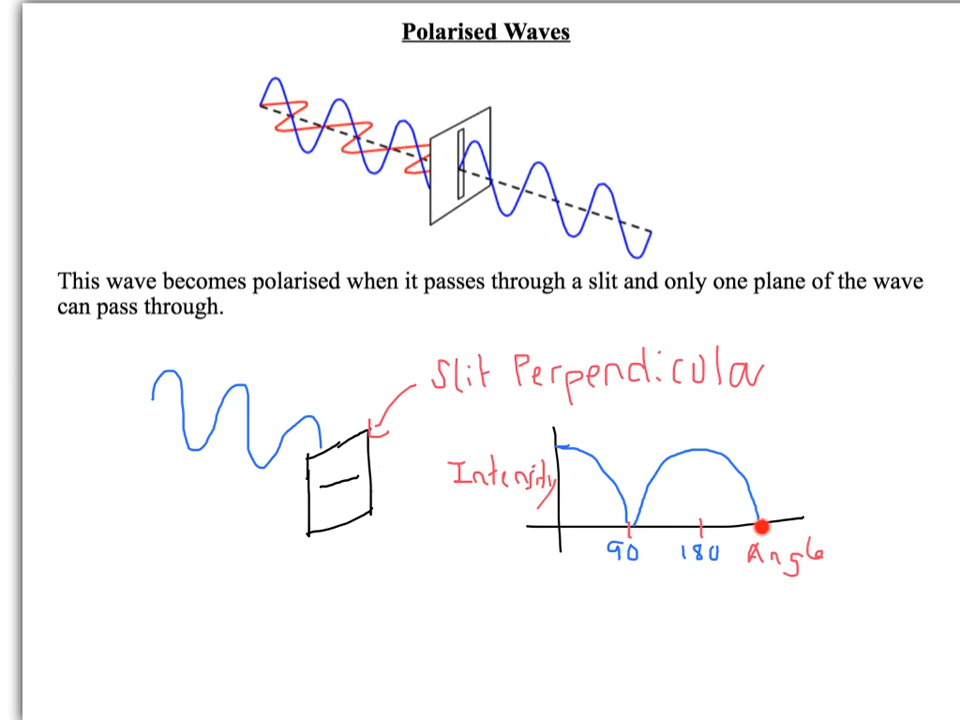 Polarised Waves
This wave becomes polarised when it passes through a slit and only one plane of the wave
can pass through.
Slit Perpendicular
Intensity
90 180 Angle